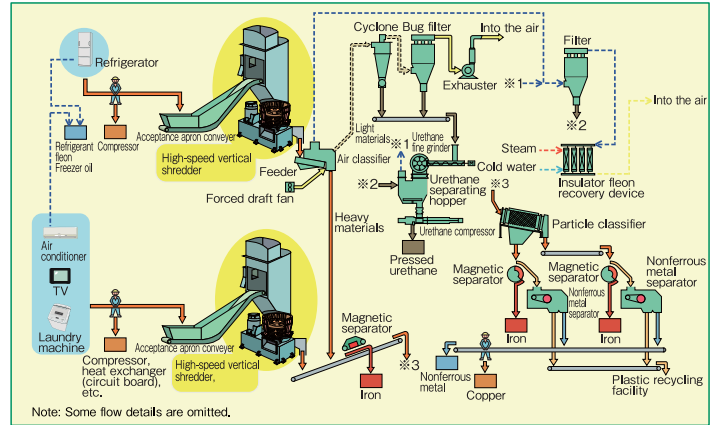 Refrigerator
Refrigerant
fleon
Freezer oil
Compressor
Acceptance apron conveyer
High-speed vertical
shredder
Feeder
Forced draft fan
Air classifier
Light
materials
Heavy
materials
Cyclone
Bug filter
Into the air
Exhauster
※1
Filter
※2
Into the air
Steam
Cold water
Insulator fleon
recovery device
Urethane
fine grinder
※1
※2
Urethane
separating
hopper
Urethane compressor
Pressed
urethane
※3
Particle classifier
Magnetic
separator
Nonferrous
metal
separator
Iron
Magnetic
separator
Nonferrous
metal
separator
Iron
Air
conditioner
TV
Laundry
machine
Compressor,
heat exchanger
(circuit board),
etc.
Acceptance apron conveyer
High-speed vertical
shredder,
Magnetic
separator
Iron
※3
Nonferrous
metal
Copper
Plastic recycling
facility
Note: Some flow details are omitted.